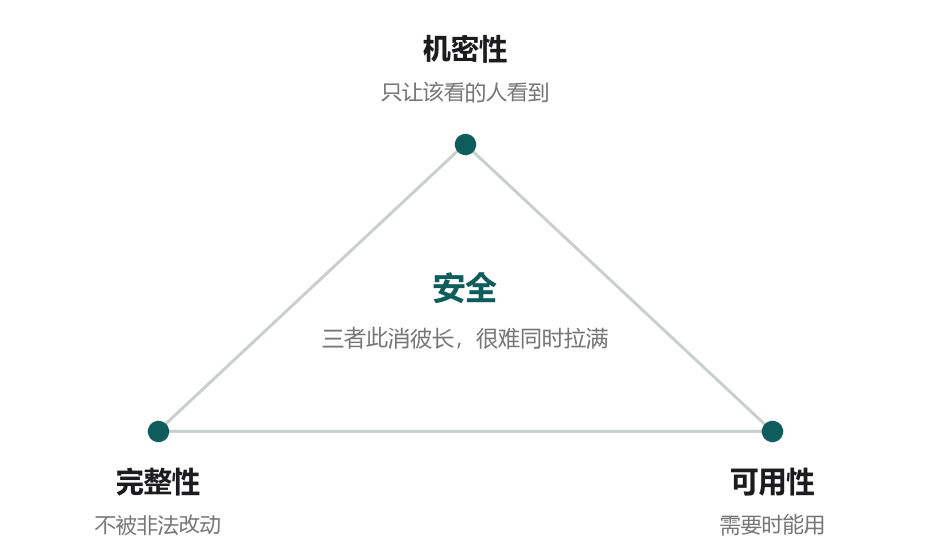 机密性
只让该看的人看到
安全
三者此消彼长，很难同时拉满
完整性
不被非法改动
可用性
需要时能用